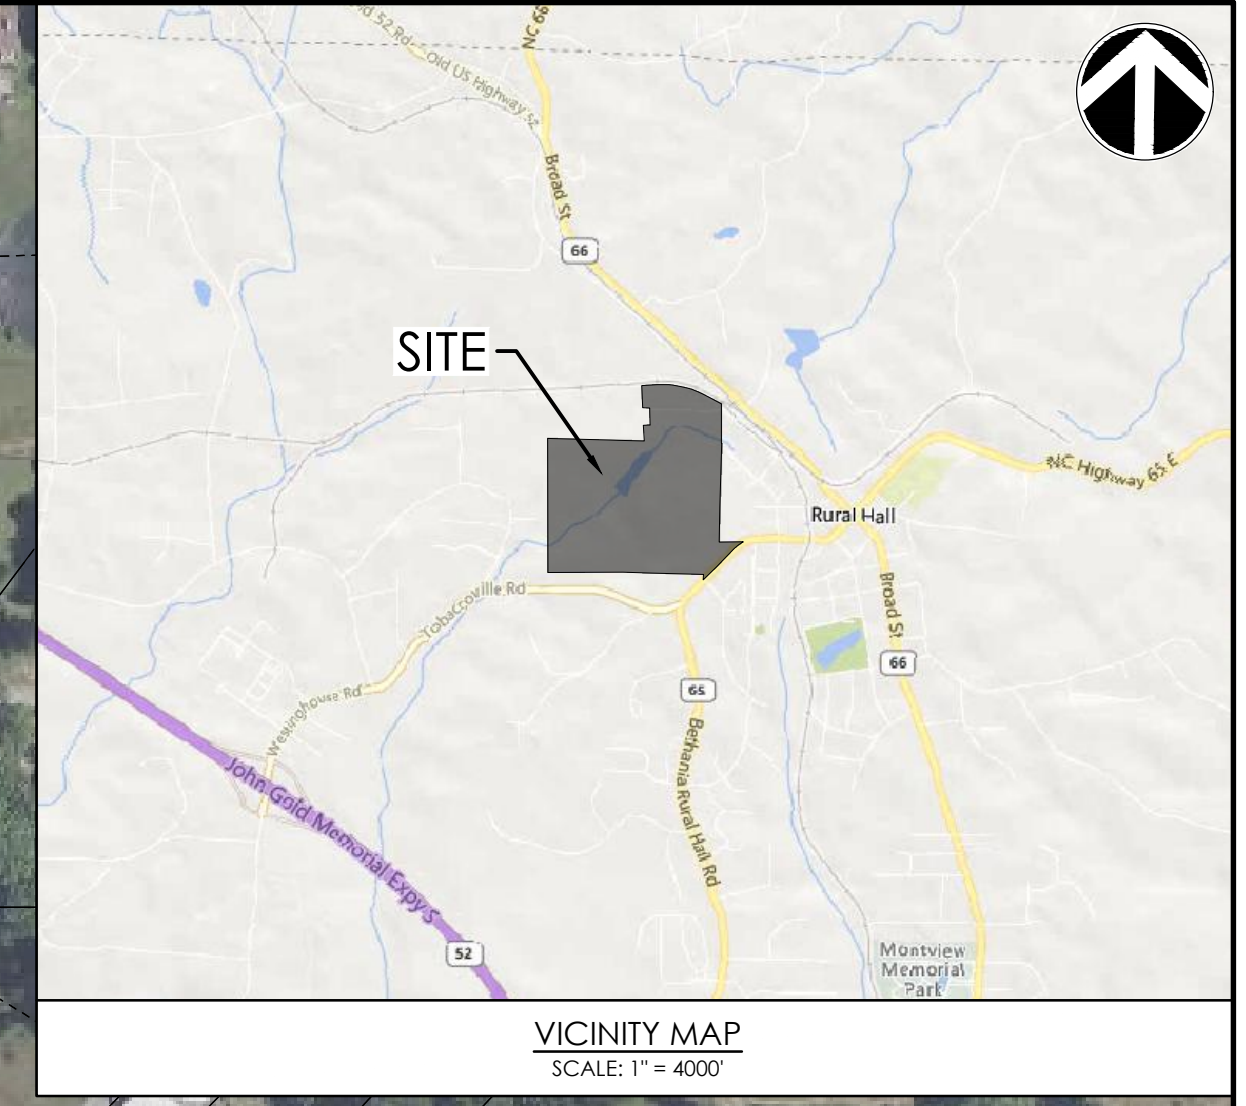 Old US Highway 52
NC 66
Broad St
66
SITE
NC Highway 65 E
Rural Hall
Tobaccoville Rd
Broad St
66
65
Westinghouse Rd
Bethania Rural Hall Rd
John Gold Memorial Expy S
52
Montview
Memorial
Park
VICINITY MAP
SCALE: 1" = 4000'